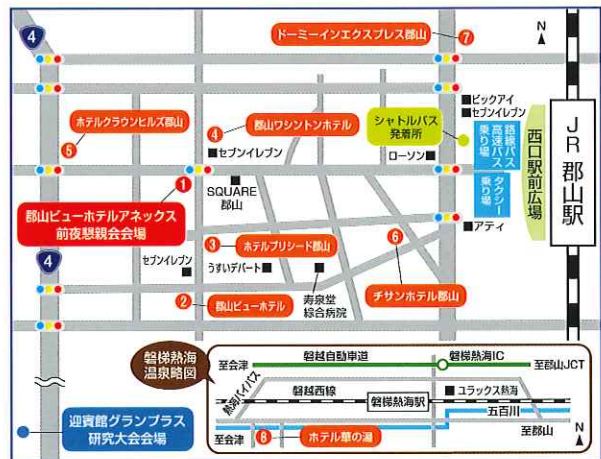 4
ドーミーインエクスプレス郡山
7
N
ホテルクラウンヒルズ郡山
5
4
郡山ワシントンホテル
セブンイレブン
シャトルバス
発着所
ローソン
ビックアイ
セブンイレブン
路線バス
高速バス
乗り場
タクシー
乗り場
西口駅前広場
JR郡山駅
1
郡山ビューホテルアネックス
前夜懇親会会場
SQUARE
郡山
アティ
3
ホテルプリシード郡山
6
4
セブンイレブン
うすいデパート
2
郡山ビューホテル
寿泉堂
綜合病院
チサンホテル郡山
磐梯熱海
温泉略図
至会津
磐越自動車道
磐梯熱海IC
至郡山JCT
熱海バイパス
磐越西線
磐梯熱海駅
ユラックス熱海
五百川
至会津
8
ホテル華の湯
至郡山
N
迎賓館グランプラス
研究大会会場